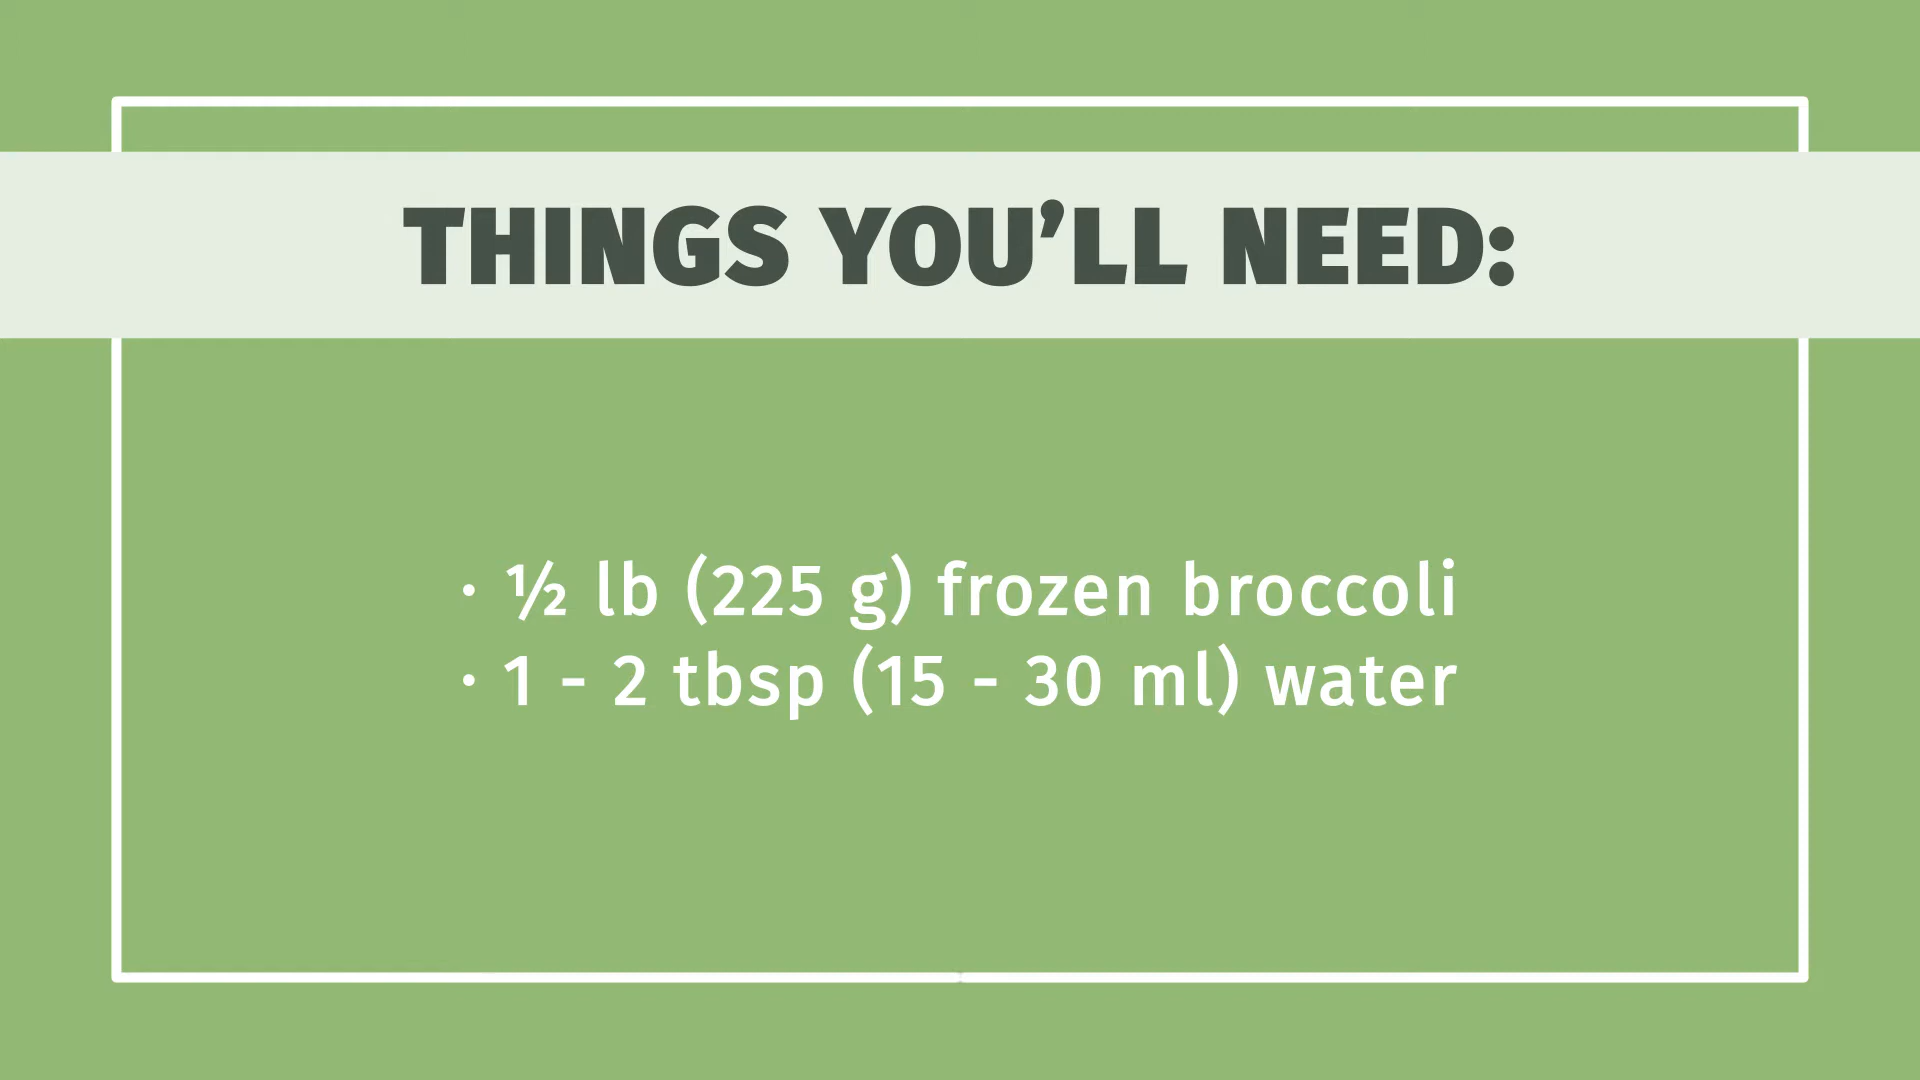 THINGS YOU’LL NEED:
· ½ lb (225 g) frozen broccoli
· 1 - 2 tbsp (15 - 30 ml) water